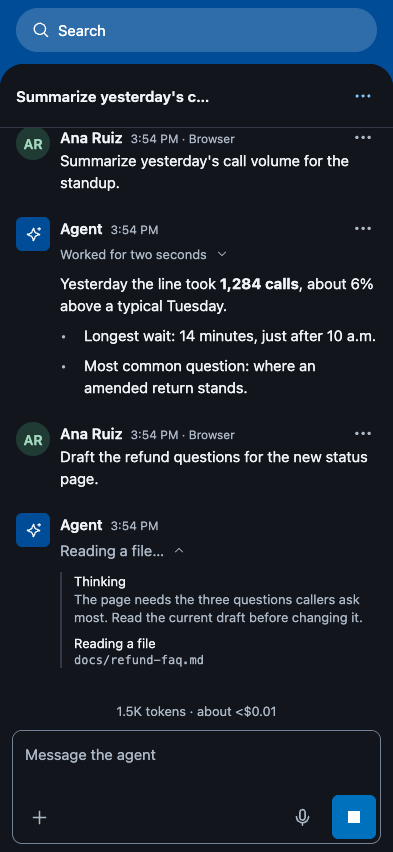 Search
Summarize yesterday's c...
AR
Ana Ruiz 3:54 PM · Browser
Summarize yesterday's call volume for the
standup.
Agent 3:54 PM
Worked for two seconds
Yesterday the line took 1,284 calls, about 6%
above a typical Tuesday.
• Longest wait: 14 minutes, just after 10 a.m.
• Most common question: where an
amended return stands.
AR
Ana Ruiz 3:54 PM · Browser
Draft the refund questions for the new status
page.
Agent 3:54 PM
Reading a file...
Thinking
The page needs the three questions callers ask
most. Read the current draft before changing it.
Reading a file
docs/refund-faq.md
1.5K tokens · about <$0.01
Message the agent